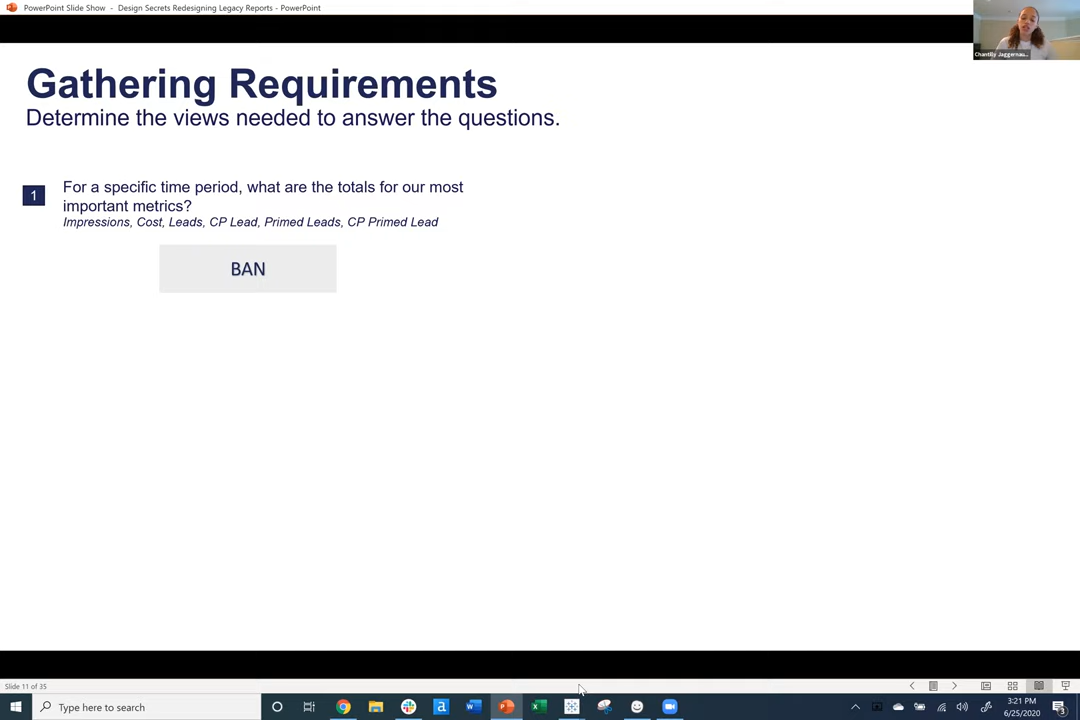 PowerPoint Slide Show - Design Secrets Redesigning Legacy Reports - PowerPoint
Chantilly Jaggernau...
Gathering Requirements
Determine the views needed to answer the questions.
1
For a specific time period, what are the totals for our most
important metrics?
Impressions, Cost, Leads, CP Lead, Primed Leads, CP Primed Lead
BAN
Slide 11 of 35
Type here to search
3:21 PM
6/25/2020
3